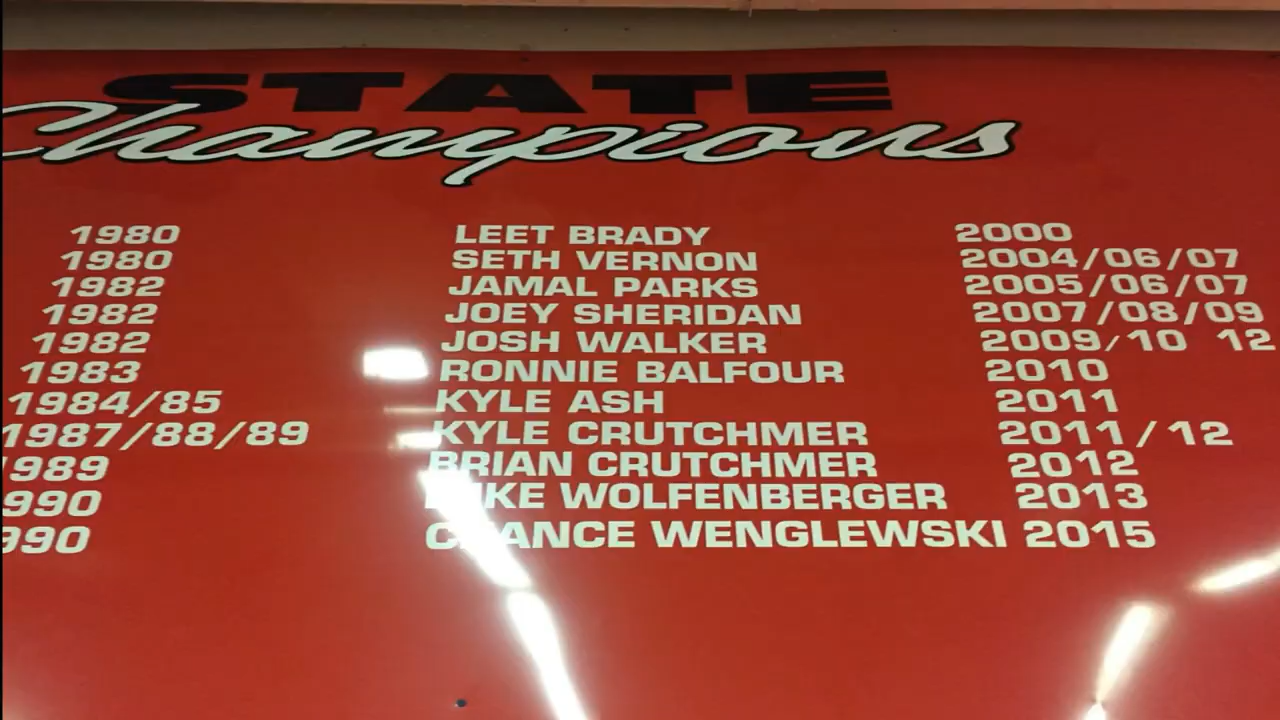 STATE
Champions
1980 LEET BRADY 2000
1980 SETH VERNON 2004/06/07
1982 JAMAL PARKS 2005/06/07
1982 JOEY SHERIDAN 2007/08/09
1982 JOSH WALKER 2009/10 12
1983 RONNIE BALFOUR 2010
1984/85 KYLE ASH 2011
1987/88/89 KYLE CRUTCHMER 2011/12
1989 BRIAN CRUTCHMER 2012
990 MIKE WOLFENBERGER 2013
990 CHANCE WENGLEWSKI 2015